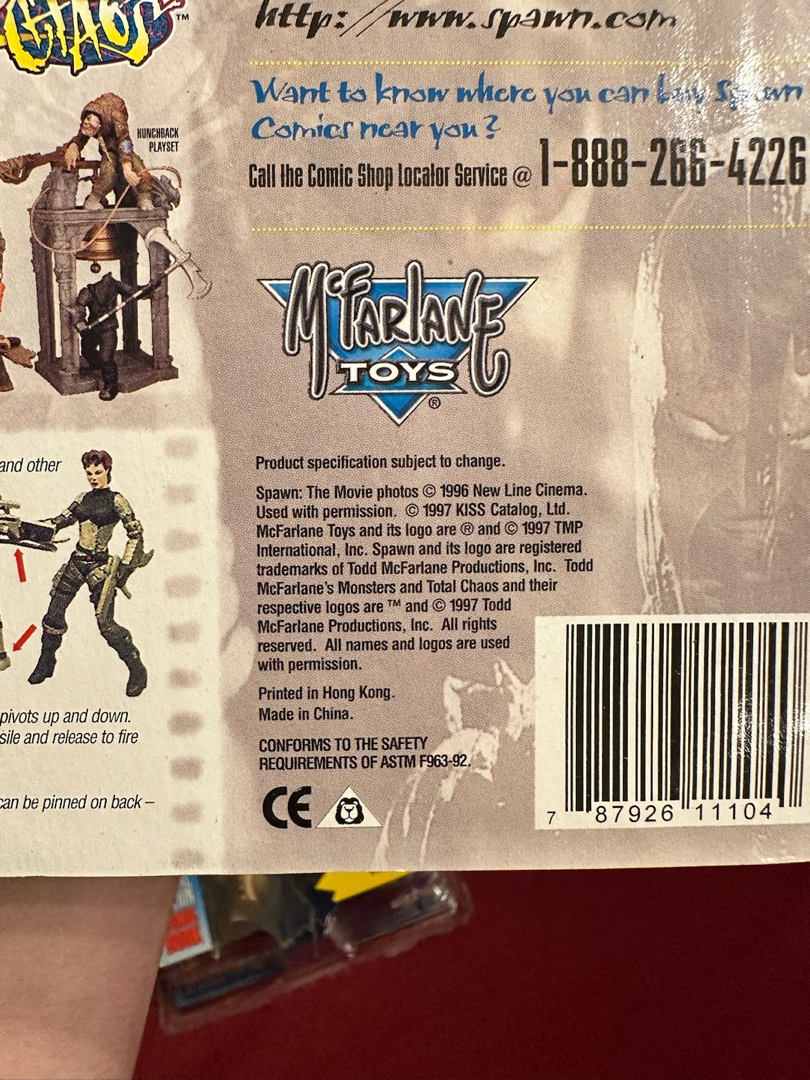 CHAOS™
http://www.spawn.com
Want to know where you can buy Spawn
Comics near you?
Call the Comic Shop Locator Service @ 1-888-266-4226
HUNCHBACK
PLAYSET
McFARLANE
TOYS®
and other
pivots up and down.
sile and release to fire
can be pinned on back –
Product specification subject to change.
Spawn: The Movie photos © 1996 New Line Cinema.
Used with permission. © 1997 KISS Catalog, Ltd.
McFarlane Toys and its logo are ® and © 1997 TMP
International, Inc. Spawn and its logo are registered
trademarks of Todd McFarlane Productions, Inc. Todd
McFarlane's Monsters and Total Chaos and their
respective logos are ™ and © 1997 Todd
McFarlane Productions, Inc. All rights
reserved. All names and logos are used
with permission.
Printed in Hong Kong.
Made in China.
CONFORMS TO THE SAFETY
REQUIREMENTS OF ASTM F963-92.
CE
7 87926 11104